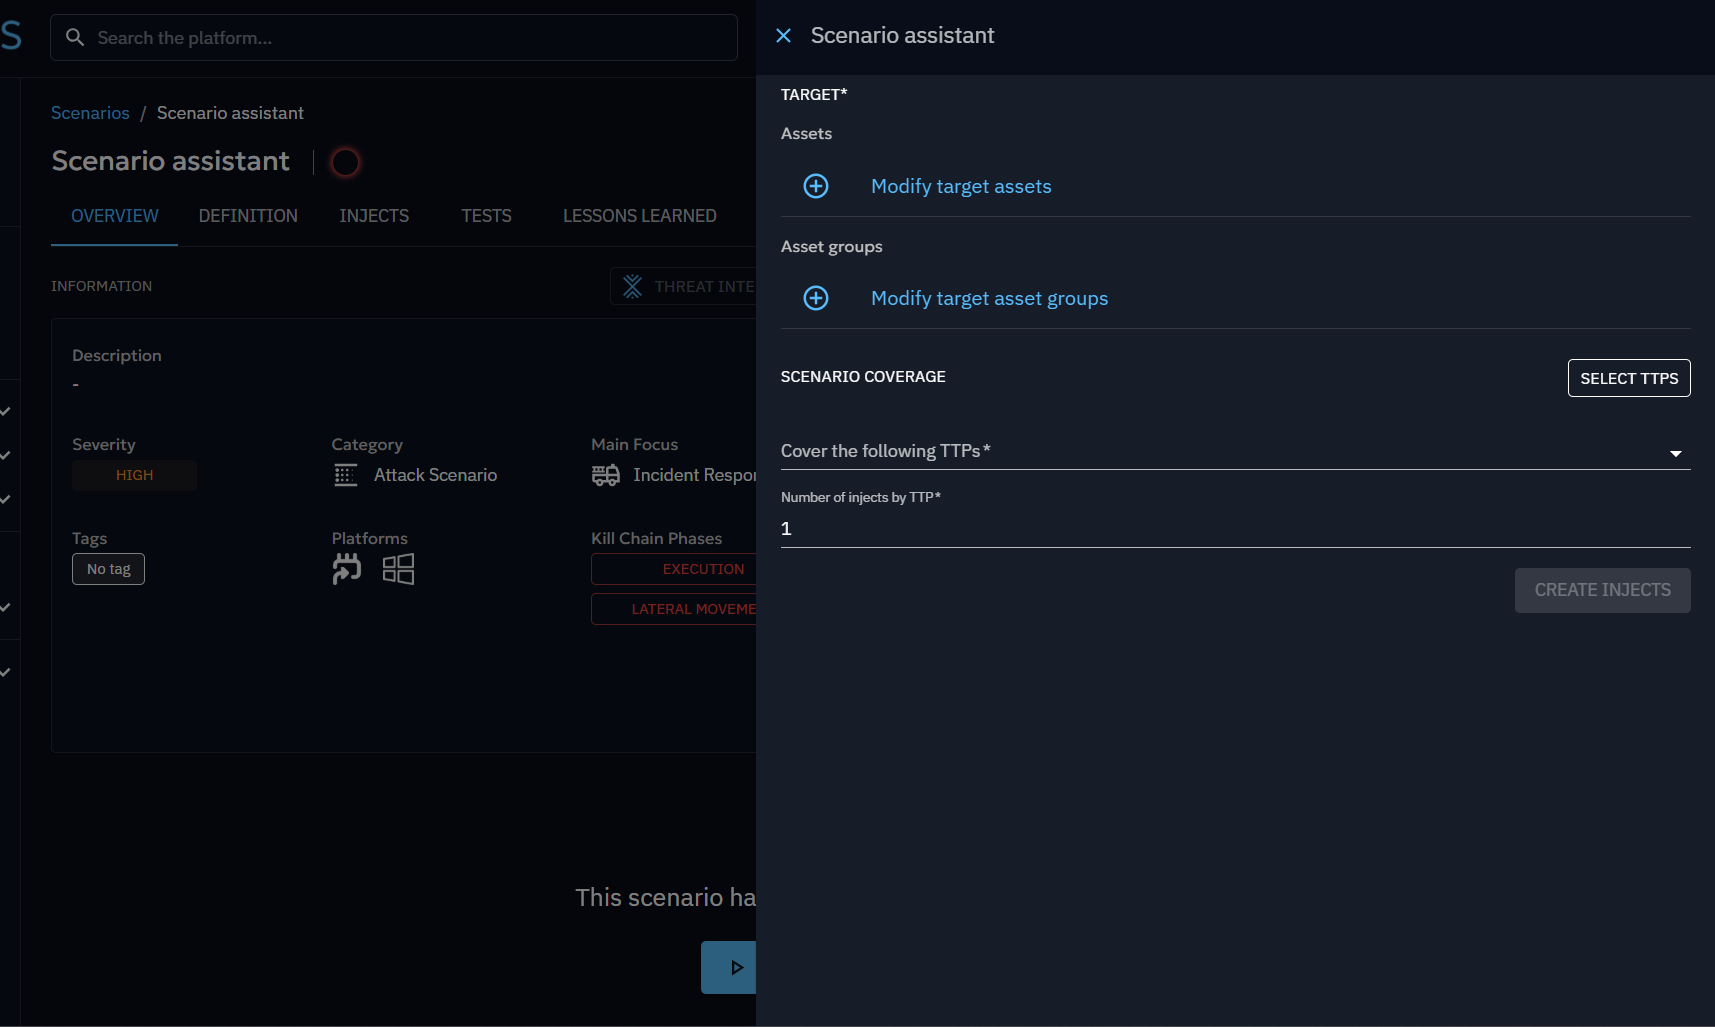 S
Search the platform...
Scenario assistant
Scenarios / Scenario assistant
Scenario assistant
OVERVIEW DEFINITION INJECTS TESTS LESSONS LEARNED
INFORMATION
THREAT INTE
Description
-
Severity Category Main Focus
HIGH Attack Scenario Incident Respon
Tags Platforms Kill Chain Phases
No tag EXECUTION
LATERAL MOVEME
This scenario ha
TARGET*
Assets
Modify target assets
Asset groups
Modify target asset groups
SCENARIO COVERAGE SELECT TTPS
Cover the following TTPs *
Number of injects by TTP *
1
CREATE INJECTS